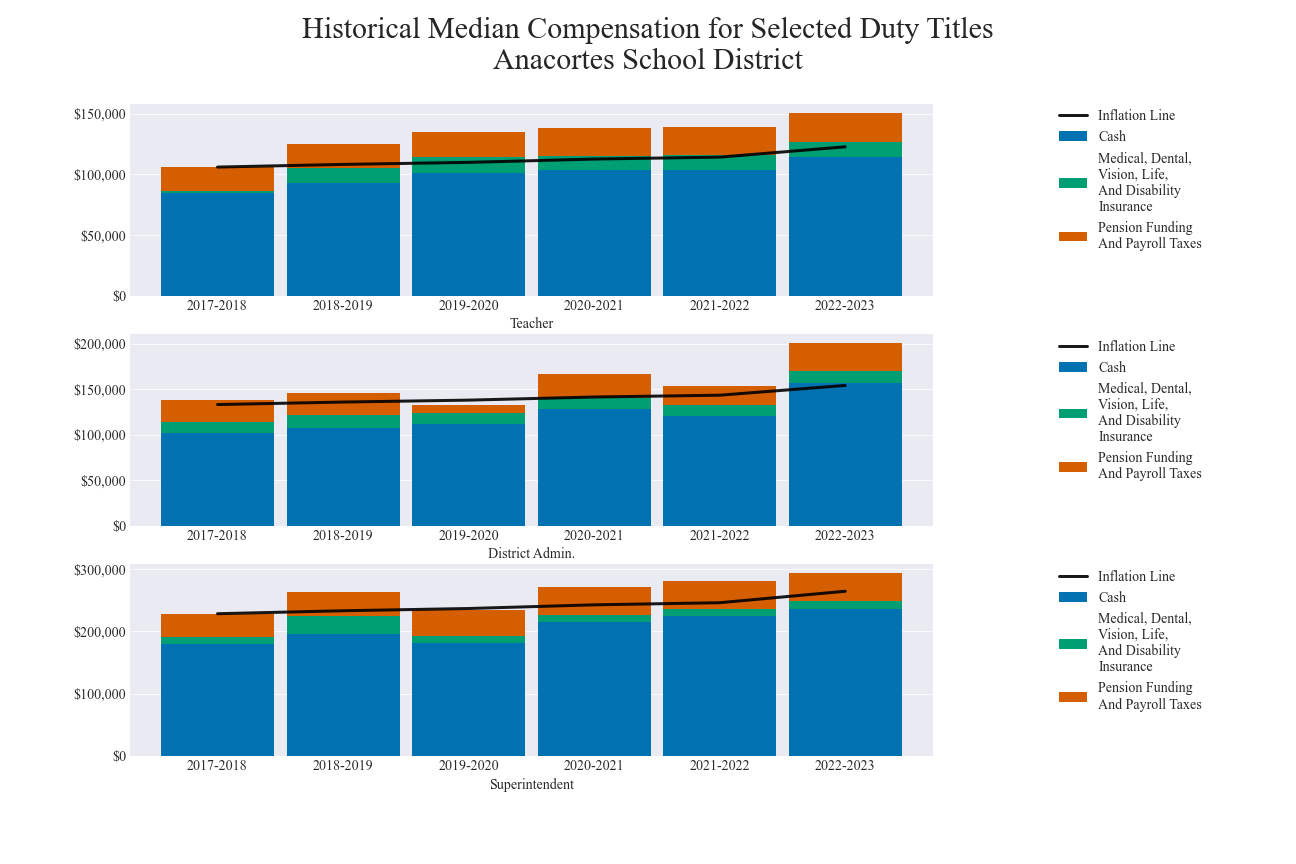 Historical Median Compensation for Selected Duty Titles
Anacortes School District
$150,000
$100,000
$50,000
$0
2017-2018 2018-2019 2019-2020 2020-2021 2021-2022 2022-2023
Teacher
Inflation Line
Cash
Medical, Dental,
Vision, Life,
And Disability
Insurance
Pension Funding
And Payroll Taxes
$200,000
$150,000
$100,000
$50,000
$0
2017-2018 2018-2019 2019-2020 2020-2021 2021-2022 2022-2023
District Admin.
Inflation Line
Cash
Medical, Dental,
Vision, Life,
And Disability
Insurance
Pension Funding
And Payroll Taxes
$300,000
$200,000
$100,000
$0
2017-2018 2018-2019 2019-2020 2020-2021 2021-2022 2022-2023
Superintendent
Inflation Line
Cash
Medical, Dental,
Vision, Life,
And Disability
Insurance
Pension Funding
And Payroll Taxes